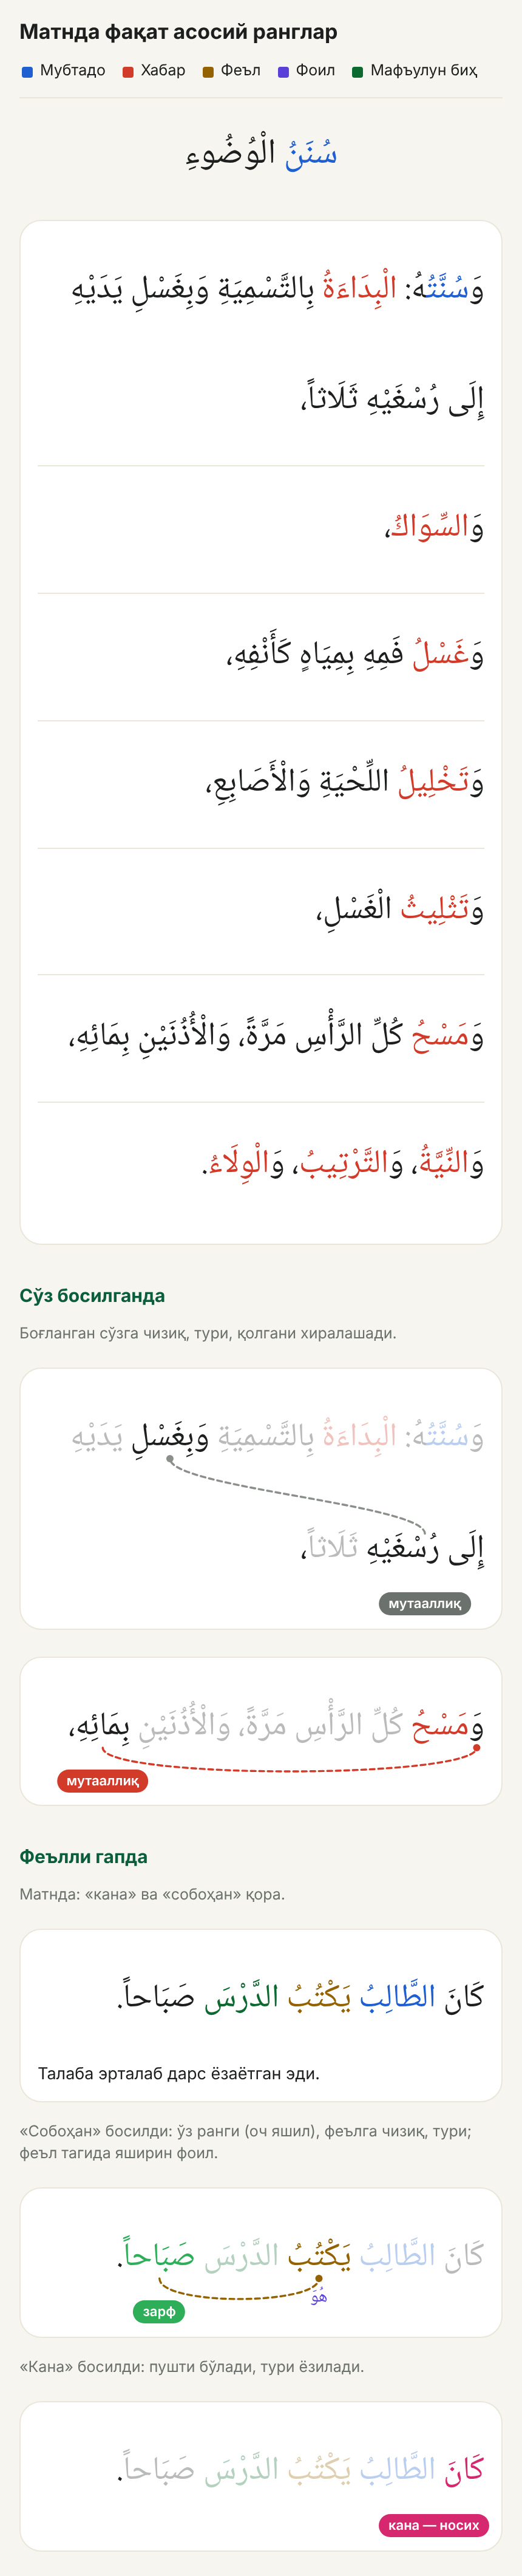 Матнда фақат асосий ранглар
Мубтадо Хабар Феъл Фоил Мафъулун биҳ
سُنَنُ الْوُضُوءِ
وَسُنَّتُهُ: الْبِدَاءَةُ بِالتَّسْمِيَةِ وَبِغَسْلِ يَدَيْهِ
إِلَى رُسْغَيْهِ ثَلَاثاً،
وَالسِّوَاكُ،
وَغَسْلُ فَمِهِ بِمِيَاهٍ كَأَنْفِهِ،
وَتَخْلِيلُ اللِّحْيَةِ وَالْأَصَابِعِ،
وَتَثْلِيثُ الْغَسْلِ،
وَمَسْحُ كُلِّ الرَّأْسِ مَرَّةً، وَالْأُذُنَيْنِ بِمَائِهِ،
وَالنِّيَّةُ، وَالتَّرْتِيبُ، وَالْوِلَاءُ.
Сўз босилганда
Боғланган сўзга чизиқ, тури, қолгани хиралашади.
وَسُنَّتُهُ: الْبِدَاءَةُ بِالتَّسْمِيَةِ وَبِغَسْلِ يَدَيْهِ
إِلَى رُسْغَيْهِ ثَلَاثاً،
мутааллиқ
وَمَسْحُ كُلِّ الرَّأْسِ مَرَّةً، وَالْأُذُنَيْنِ بِمَائِهِ،
мутааллиқ
Феълли гапда
Матнда: «кана» ва «собоҳан» қора.
كَانَ الطَّالِبُ يَكْتُبُ الدَّرْسَ صَبَاحاً.
Талаба эрталаб дарс ёзаётган эди.
«Собоҳан» босилди: ўз ранги (оч яшил), феълга чизиқ, тури;
феъл тагида яширин фоил.
كَانَ الطَّالِبُ يَكْتُبُ الدَّرْسَ صَبَاحاً.
هُوَ
зарф
«Кана» босилди: пушти бўлади, тури ёзилади.
كَانَ الطَّالِبُ يَكْتُبُ الدَّرْسَ صَبَاحاً.
кана — носих